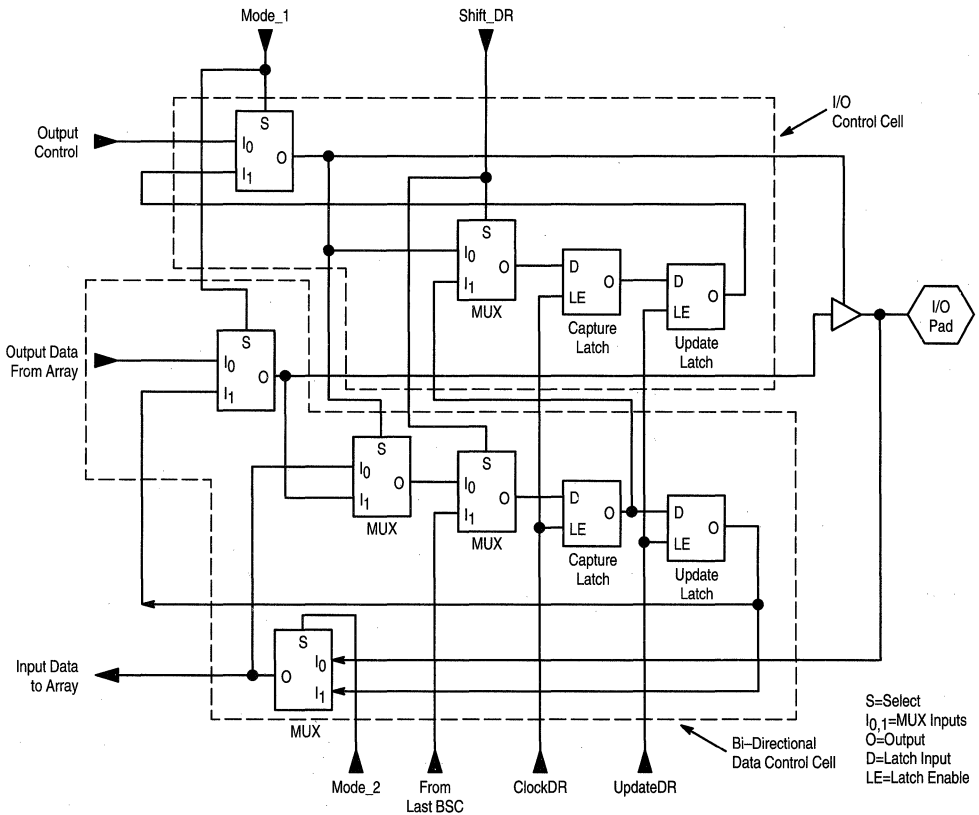 Mode_1
Shift_DR
I/O
Control Cell
Output
Control
S
I0
O
I1
S
I0
O
I1
MUX
D
O
LE
Capture
Latch
D
O
LE
Update
Latch
I/O
Pad
Output Data
From Array
S
I0
O
I1
S
I0
O
I1
MUX
S
I0
O
I1
MUX
D
O
LE
Capture
Latch
D
O
LE
Update
Latch
Input Data
to Array
S
I0
O
I1
MUX
S=Select
I0,1=MUX Inputs
O=Output
D=Latch Input
LE=Latch Enable
Bi–Directional
Data Control Cell
Mode_2
From
Last BSC
ClockDR
UpdateDR